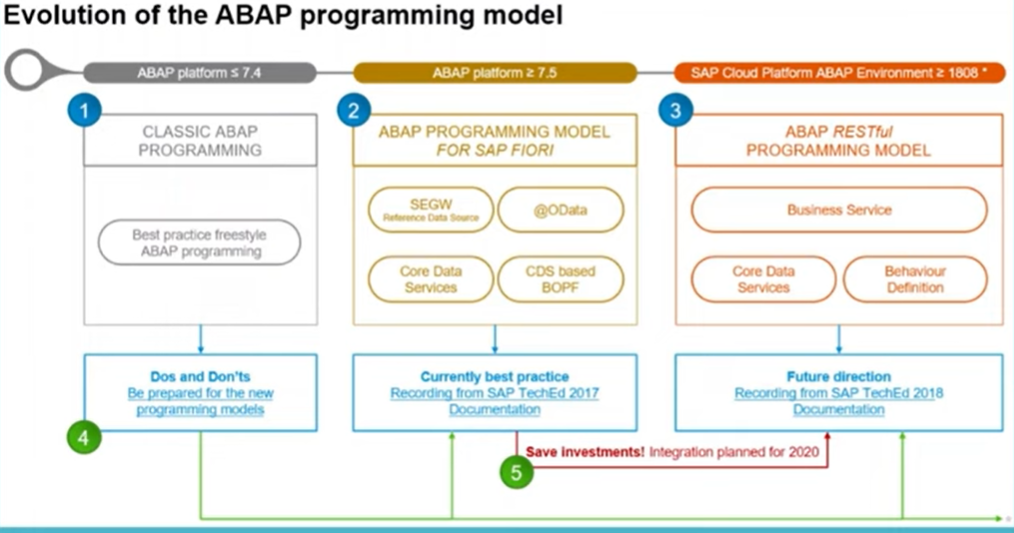 Evolution of the ABAP programming model
ABAP platform ≤ 7.4
ABAP platform ≥ 7.5
SAP Cloud Platform ABAP Environment ≥ 1808 *
1
CLASSIC ABAP
PROGRAMMING
Best practice freestyle
ABAP programming
2
ABAP PROGRAMMING MODEL
FOR SAP FIORI
SEGW
Reference Data Source
@OData
Core Data
Services
CDS based
BOPF
3
ABAP RESTful
PROGRAMMING MODEL
Business Service
Core Data
Services
Behaviour
Definition
Dos and Don'ts
Be prepared for the new
programming models
4
Currently best practice
Recording from SAP TechEd 2017
Documentation
Future direction
Recording from SAP TechEd 2018
Documentation
5
Save investments! Integration planned for 2020